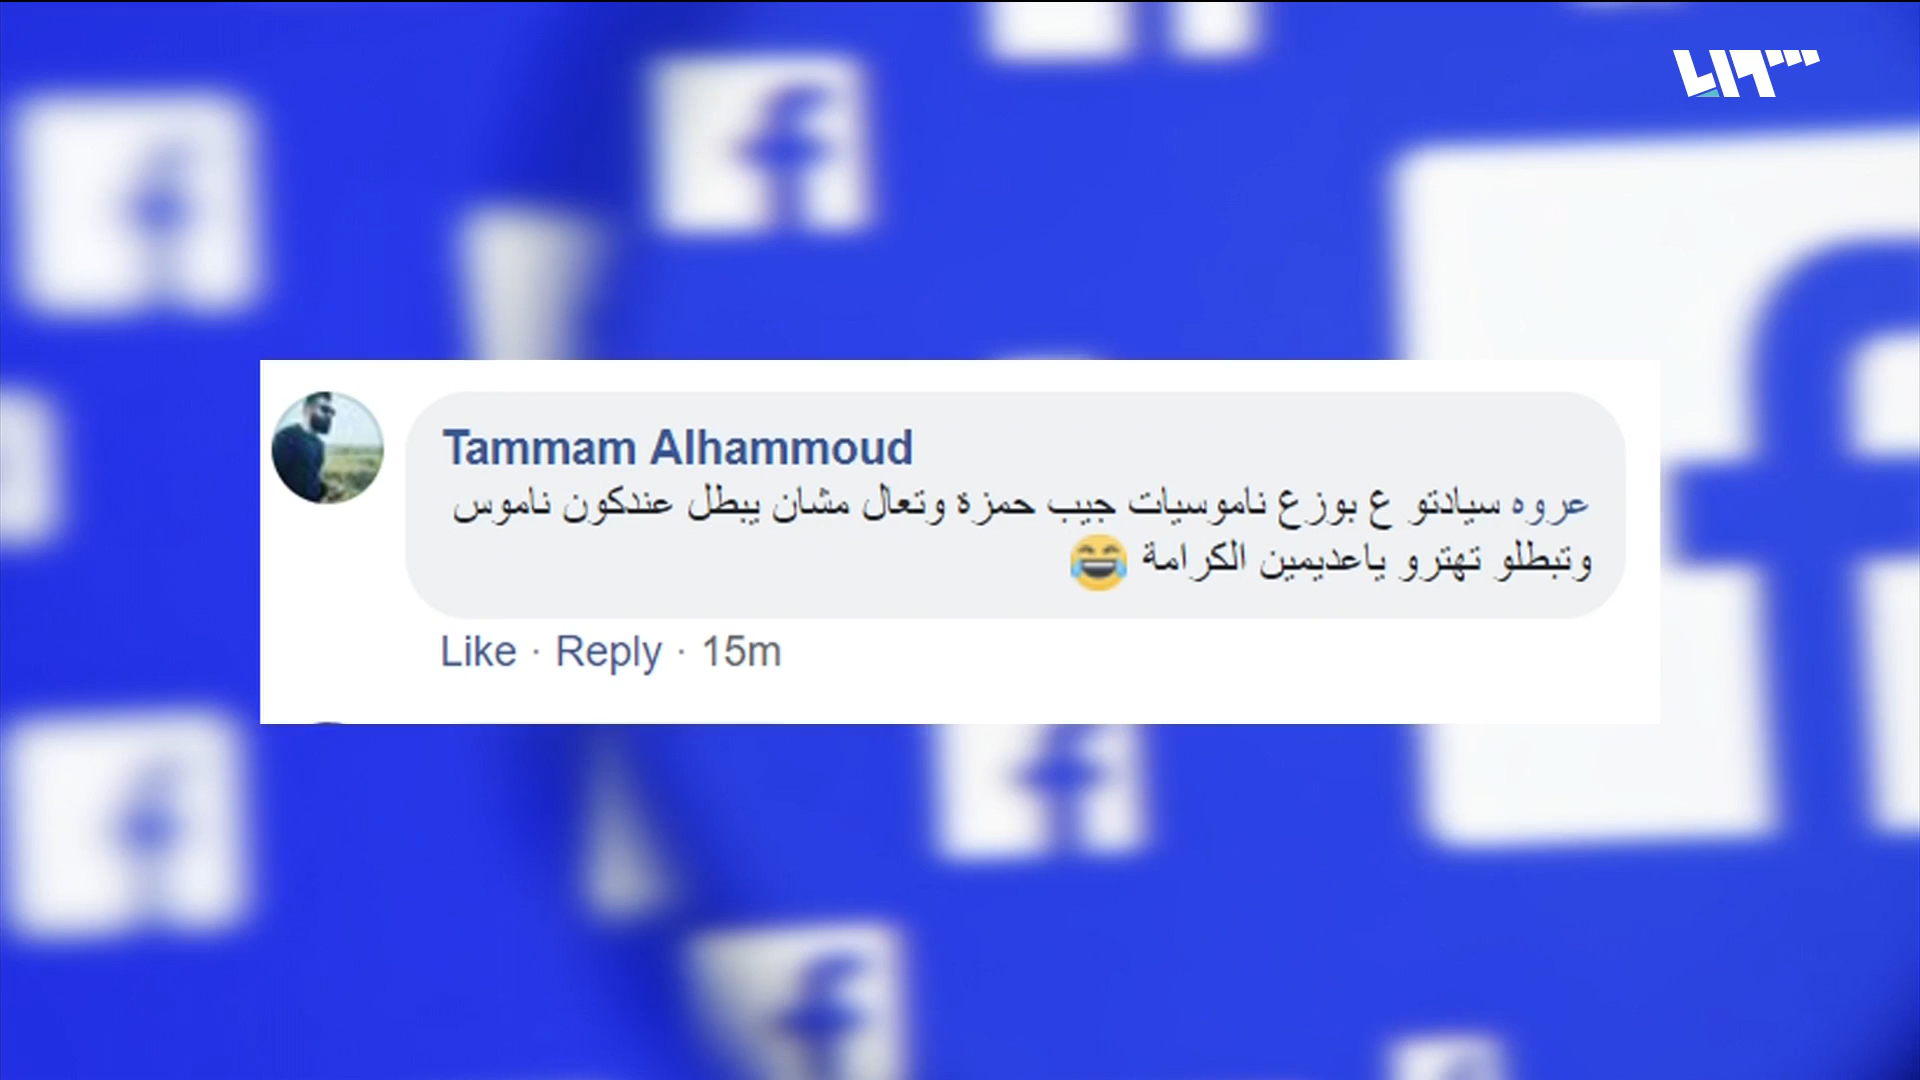 Tammam Alhammoud
عروه سيادتو ع بوزع ناموسيات جيب حمزة وتعال مشان يبطل عندكون ناموس
وتبطلو تهترو ياعديمين الكرامة 😂
Like · Reply · 15m